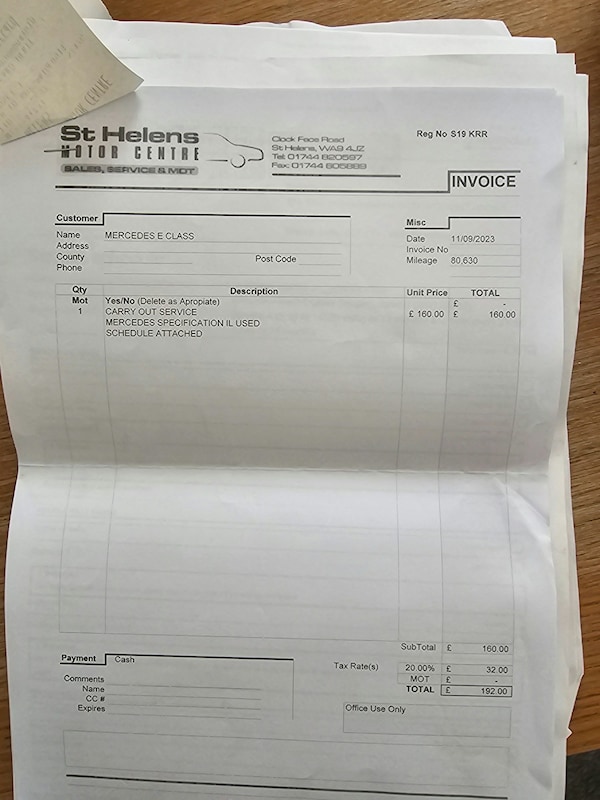 St Helens
MOTOR CENTRE
SALES, SERVICE & MOT
Clock Face Road
St Helens, WA9 4JZ
Tel: 01744 820597
Fax: 01744 605889
Reg No S19 KRR
INVOICE
Customer
Name MERCEDES E CLASS
Address
County Post Code
Phone
Misc
Date 11/09/2023
Invoice No
Mileage 80,630
Qty Description Unit Price TOTAL
Mot Yes/No (Delete as Apropiate) £ -
1 CARRY OUT SERVICE £ 160.00 £ 160.00
MERCEDES SPECIFICATION IL USED
SCHEDULE ATTACHED
SubTotal £ 160.00
Payment Cash
Tax Rate(s) 20.00% £ 32.00
MOT £ -
TOTAL £ 192.00
Comments
Name
CC #
Expires
Office Use Only